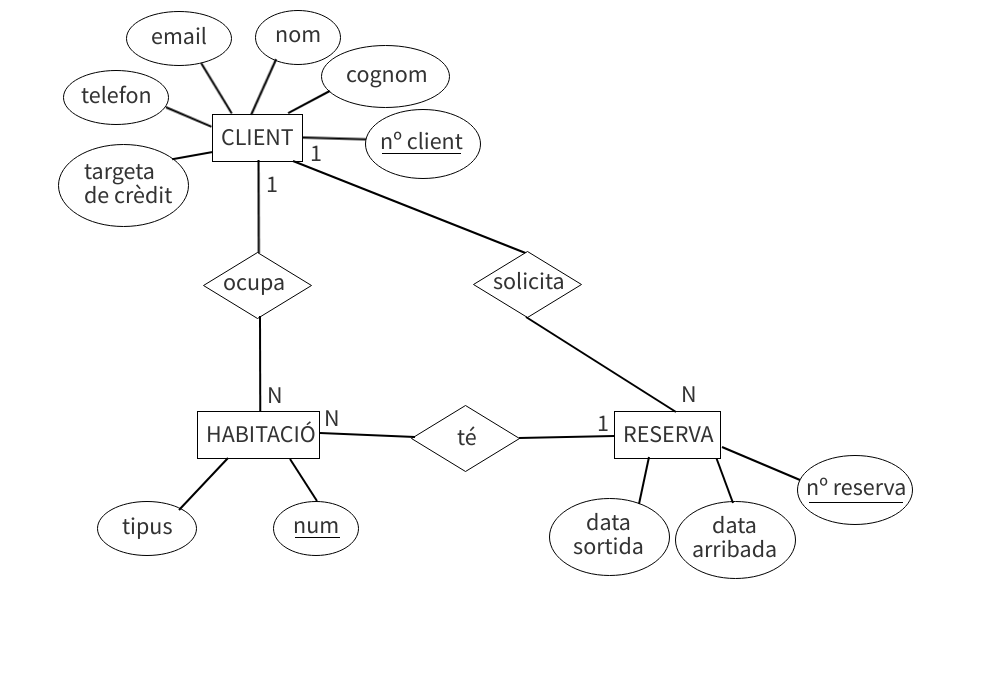 email
nom
cognom
telefon
CLIENT
nº client
1
targeta
de crèdit
1
ocupa
solicita
N
N
HABITACIÓ
N
té
1
RESERVA
nº reserva
tipus
num
data
sortida
data
arribada